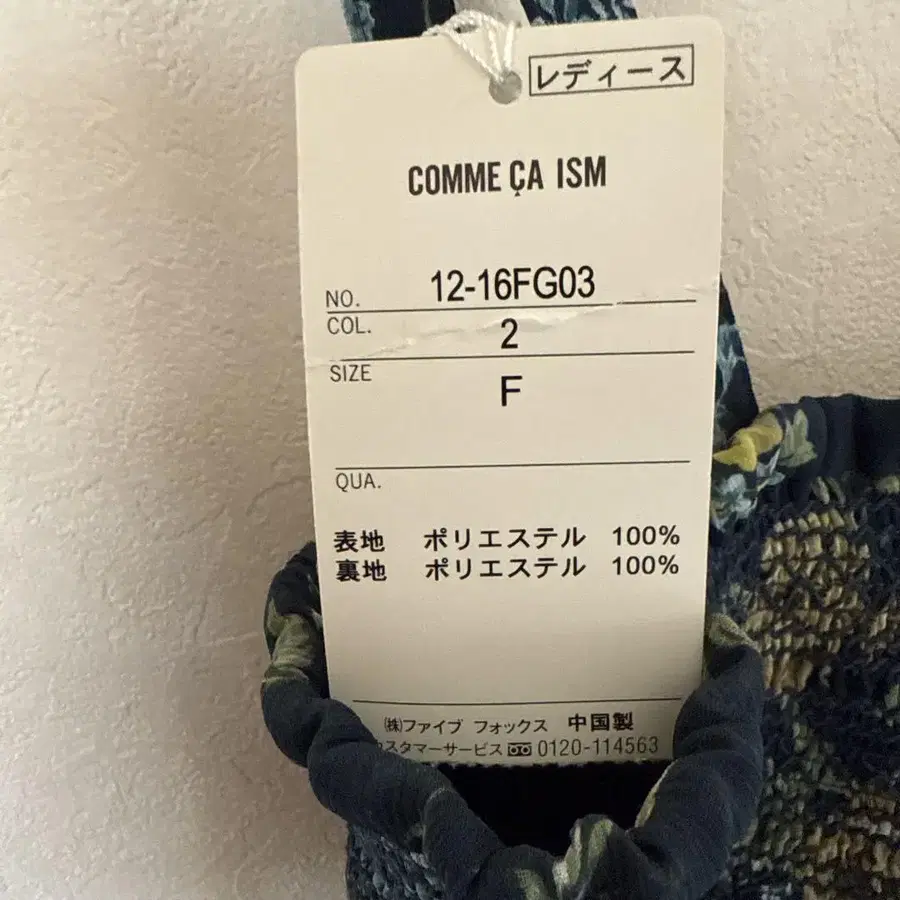 レディース
COMME ÇA ISM
NO. 12-16FG03
COL. 2
SIZE F
QUA.
表地 ポリエステル 100%
裏地 ポリエステル 100%
㈱ファイブ フォックス 中国製
スタマーサービス 0120-114563